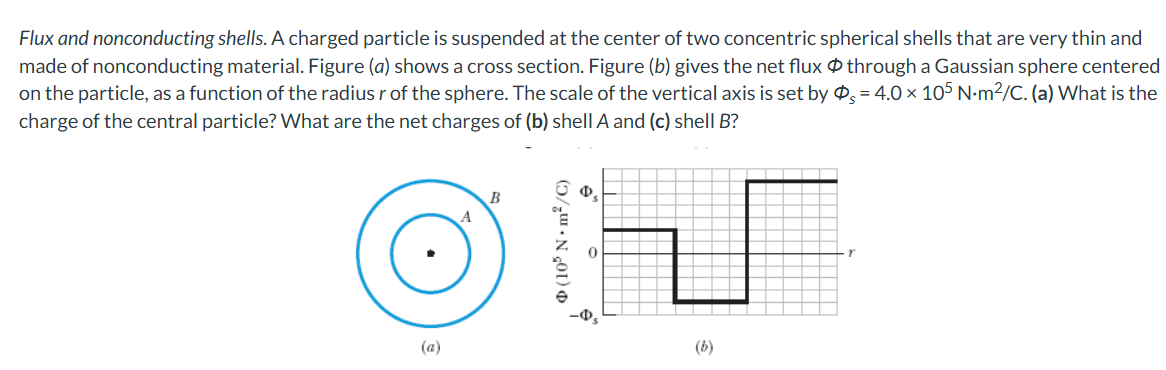 Flux and nonconducting shells. A charged particle is suspended at the center of two concentric spherical shells that are very thin and
made of nonconducting material. Figure (a) shows a cross section. Figure (b) gives the net flux Φ through a Gaussian sphere centered
on the particle, as a function of the radius r of the sphere. The scale of the vertical axis is set by Φs = 4.0 × 10⁵ N·m²/C. (a) What is the
charge of the central particle? What are the net charges of (b) shell A and (c) shell B?
B
A
(a)
Φ (10⁵ N · m²/C)
Φs
0
−Φs
r
(b)